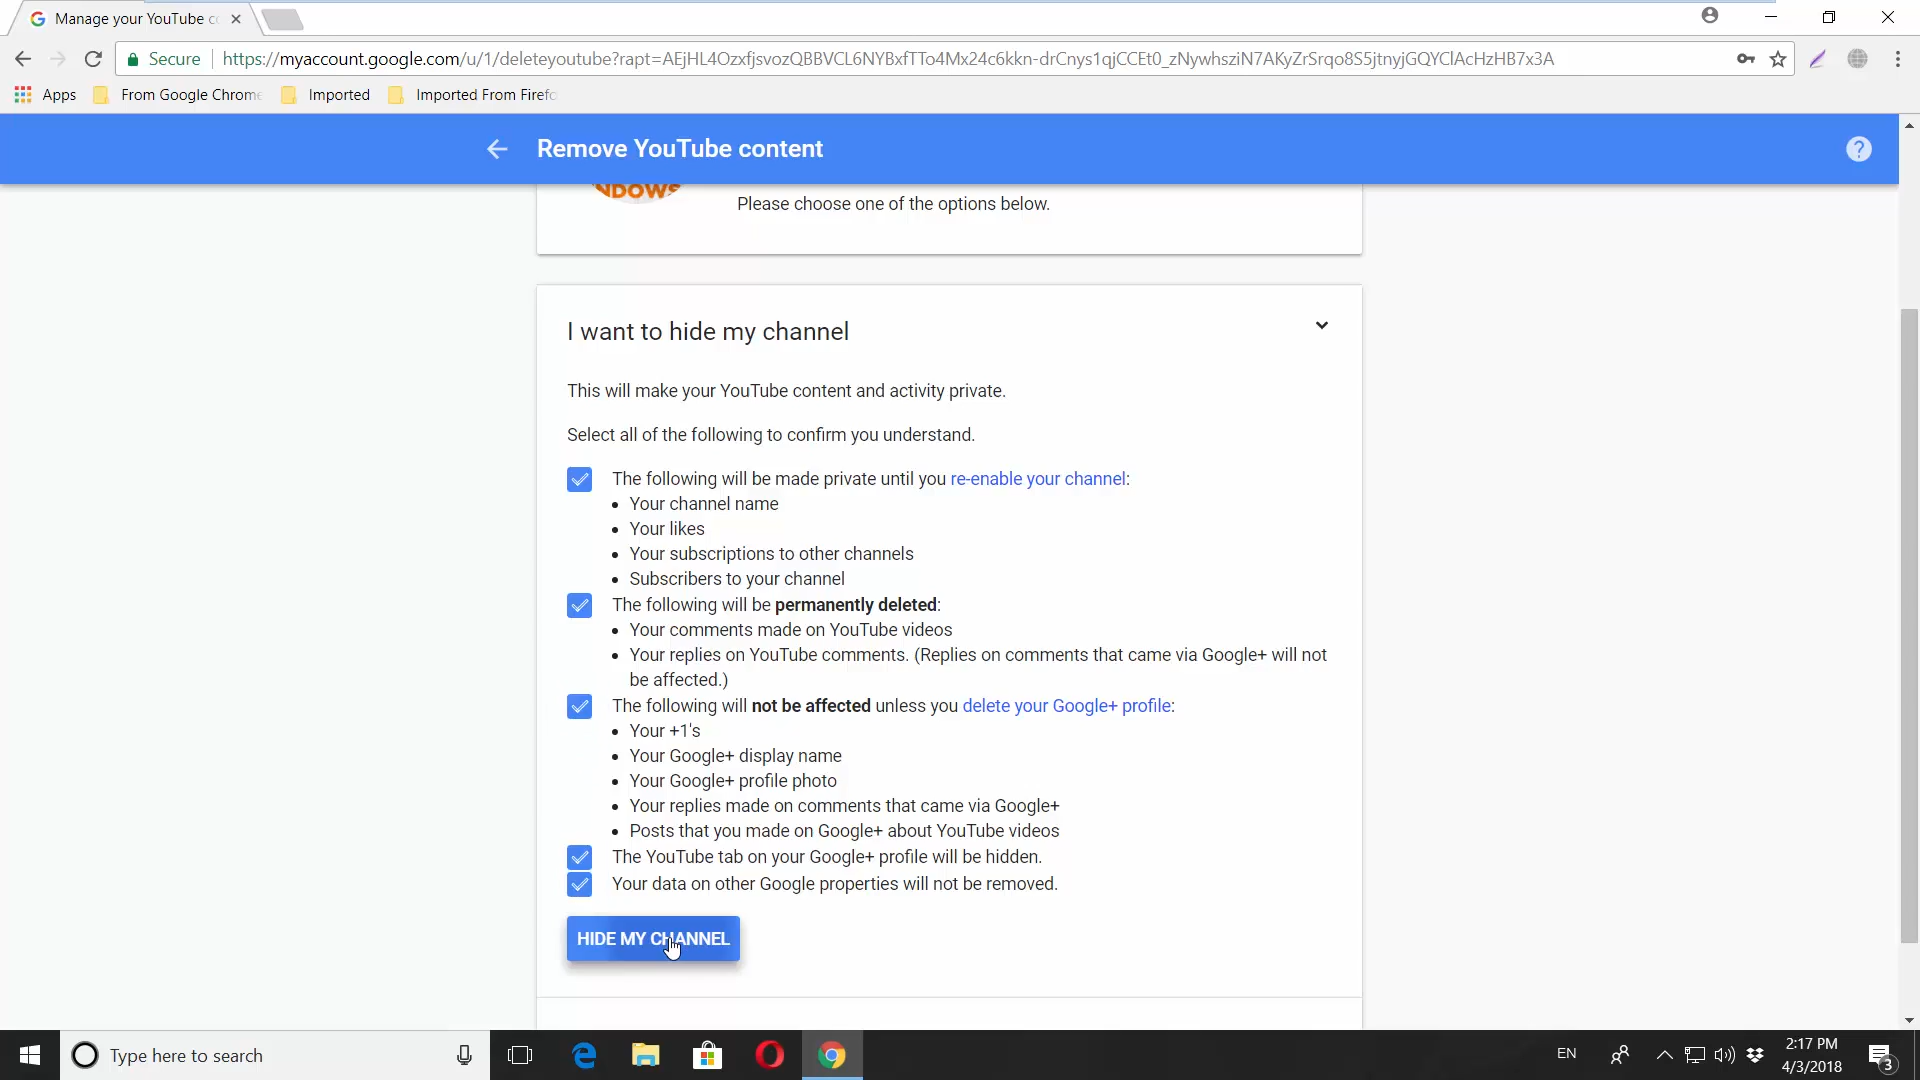 Manage your YouTube c
Secure
https://myaccount.google.com/u/1/deleteyoutube?rapt=AEjHL4OzxfjsvozQBBVCL6NYBxfTTo4Mx24c6kkn-drCnys1qjCCEt0_zNywhsziN7AKyZrSrqo8S5jtnyjGQYClAcHzHB7x3A
Apps
From Google Chrome
Imported
Imported From Firefo
Remove YouTube content
?
NDOWS
Please choose one of the options below.
I want to hide my channel
This will make your YouTube content and activity private.
Select all of the following to confirm you understand.
The following will be made private until you re-enable your channel:
• Your channel name
• Your likes
• Your subscriptions to other channels
• Subscribers to your channel
The following will be permanently deleted:
• Your comments made on YouTube videos
• Your replies on YouTube comments. (Replies on comments that came via Google+ will not
be affected.)
The following will not be affected unless you delete your Google+ profile:
• Your +1's
• Your Google+ display name
• Your Google+ profile photo
• Your replies made on comments that came via Google+
• Posts that you made on Google+ about YouTube videos
The YouTube tab on your Google+ profile will be hidden.
Your data on other Google properties will not be removed.
HIDE MY CHANNEL
Type here to search
EN
2:17 PM
4/3/2018
3